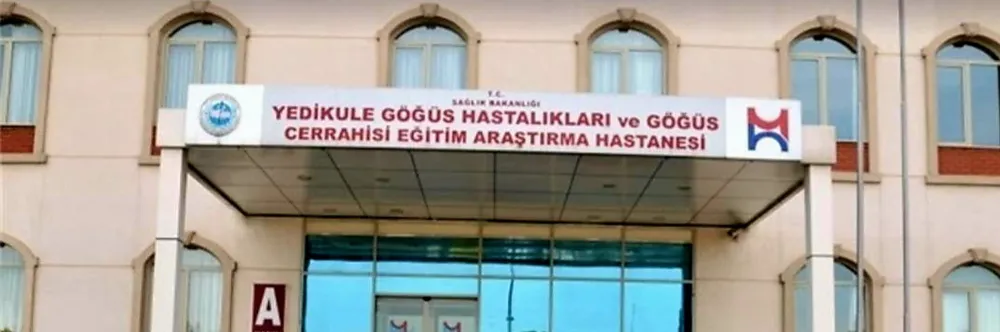 T.C.
SAĞLIK BAKANLIĞI
YEDİKULE GÖĞÜS HASTALIKLARI ve GÖĞÜS
CERRAHİSİ EĞİTİM ARAŞTIRMA HASTANESİ
A